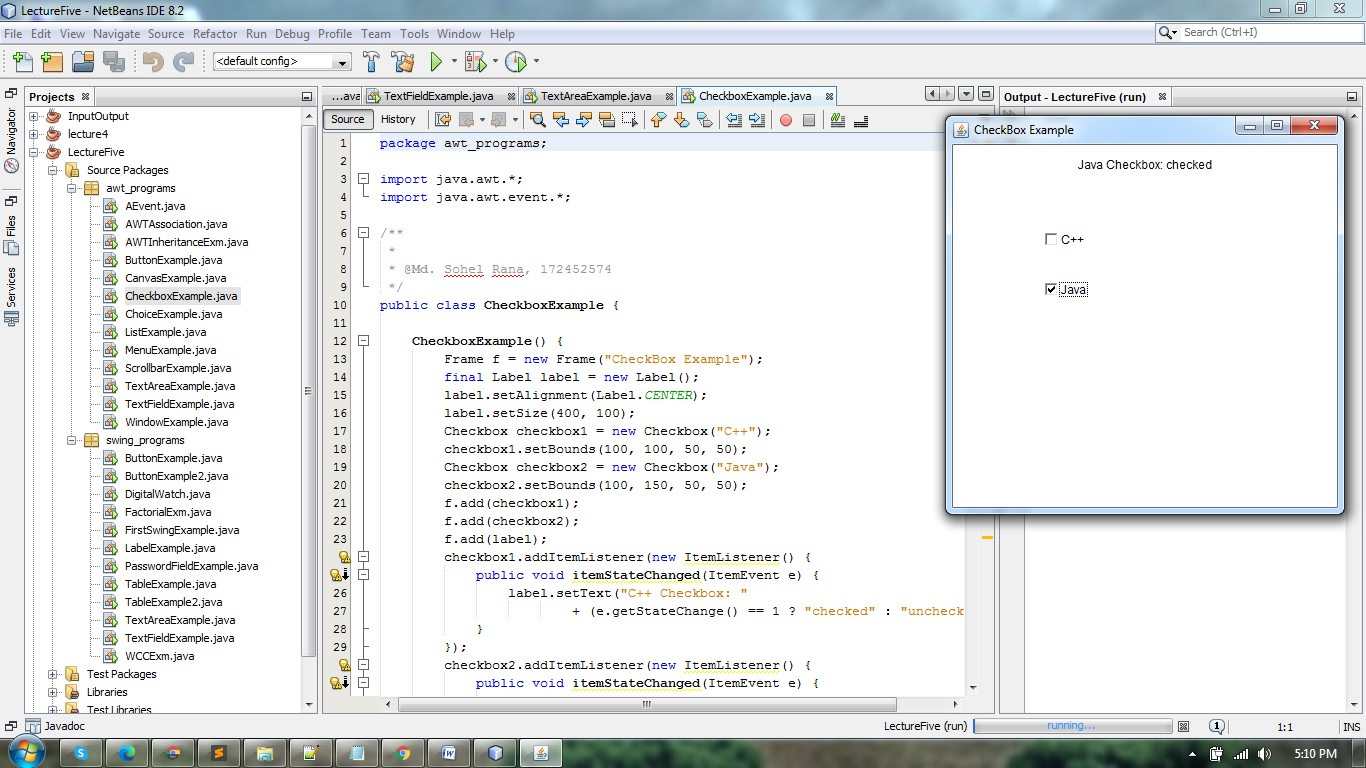 LectureFive - NetBeans IDE 8.2
File Edit View Navigate Source Refactor Run Debug Profile Team Tools Window Help
Search (Ctrl+I)
<default config>
Projects
InputOutput
lecture4
LectureFive
Source Packages
awt_programs
AEvent.java
AWTAssociation.java
AWTInheritanceExm.java
ButtonExample.java
CanvasExample.java
CheckboxExample.java
ChoiceExample.java
ListExample.java
MenuExample.java
ScrollbarExample.java
TextAreaExample.java
TextFieldExample.java
WindowExample.java
swing_programs
ButtonExample.java
ButtonExample2.java
DigitalWatch.java
FactorialExm.java
FirstSwingExample.java
LabelExample.java
PasswordFieldExample.java
TableExample.java
TableExample2.java
TextAreaExample.java
TextFieldExample.java
WCCExm.java
Test Packages
Libraries
Test Libraries
Navigator
Files
Services
...ava TextFieldExample.java TextAreaExample.java CheckboxExample.java
Source History
1 package awt_programs;
2
3 import java.awt.*;
4 import java.awt.event.*;
5
6 /**
7 *
8 * @Md. Sohel Rana, 172452574
9 */
10 public class CheckboxExample {
11
12 CheckboxExample() {
13 Frame f = new Frame("CheckBox Example");
14 final Label label = new Label();
15 label.setAlignment(Label.CENTER);
16 label.setSize(400, 100);
17 Checkbox checkbox1 = new Checkbox("C++");
18 checkbox1.setBounds(100, 100, 50, 50);
19 Checkbox checkbox2 = new Checkbox("Java");
20 checkbox2.setBounds(100, 150, 50, 50);
21 f.add(checkbox1);
22 f.add(checkbox2);
23 f.add(label);
checkbox1.addItemListener(new ItemListener() {
public void itemStateChanged(ItemEvent e) {
26 label.setText("C++ Checkbox: "
27 + (e.getStateChange() == 1 ? "checked" : "uncheck
28 }
29 });
checkbox2.addItemListener(new ItemListener() {
public void itemStateChanged(ItemEvent e) {
Output - LectureFive (run)
CheckBox Example
Java Checkbox: checked
C++
Java
Javadoc
LectureFive (run) running... 1 1:1 INS
5:10 PM